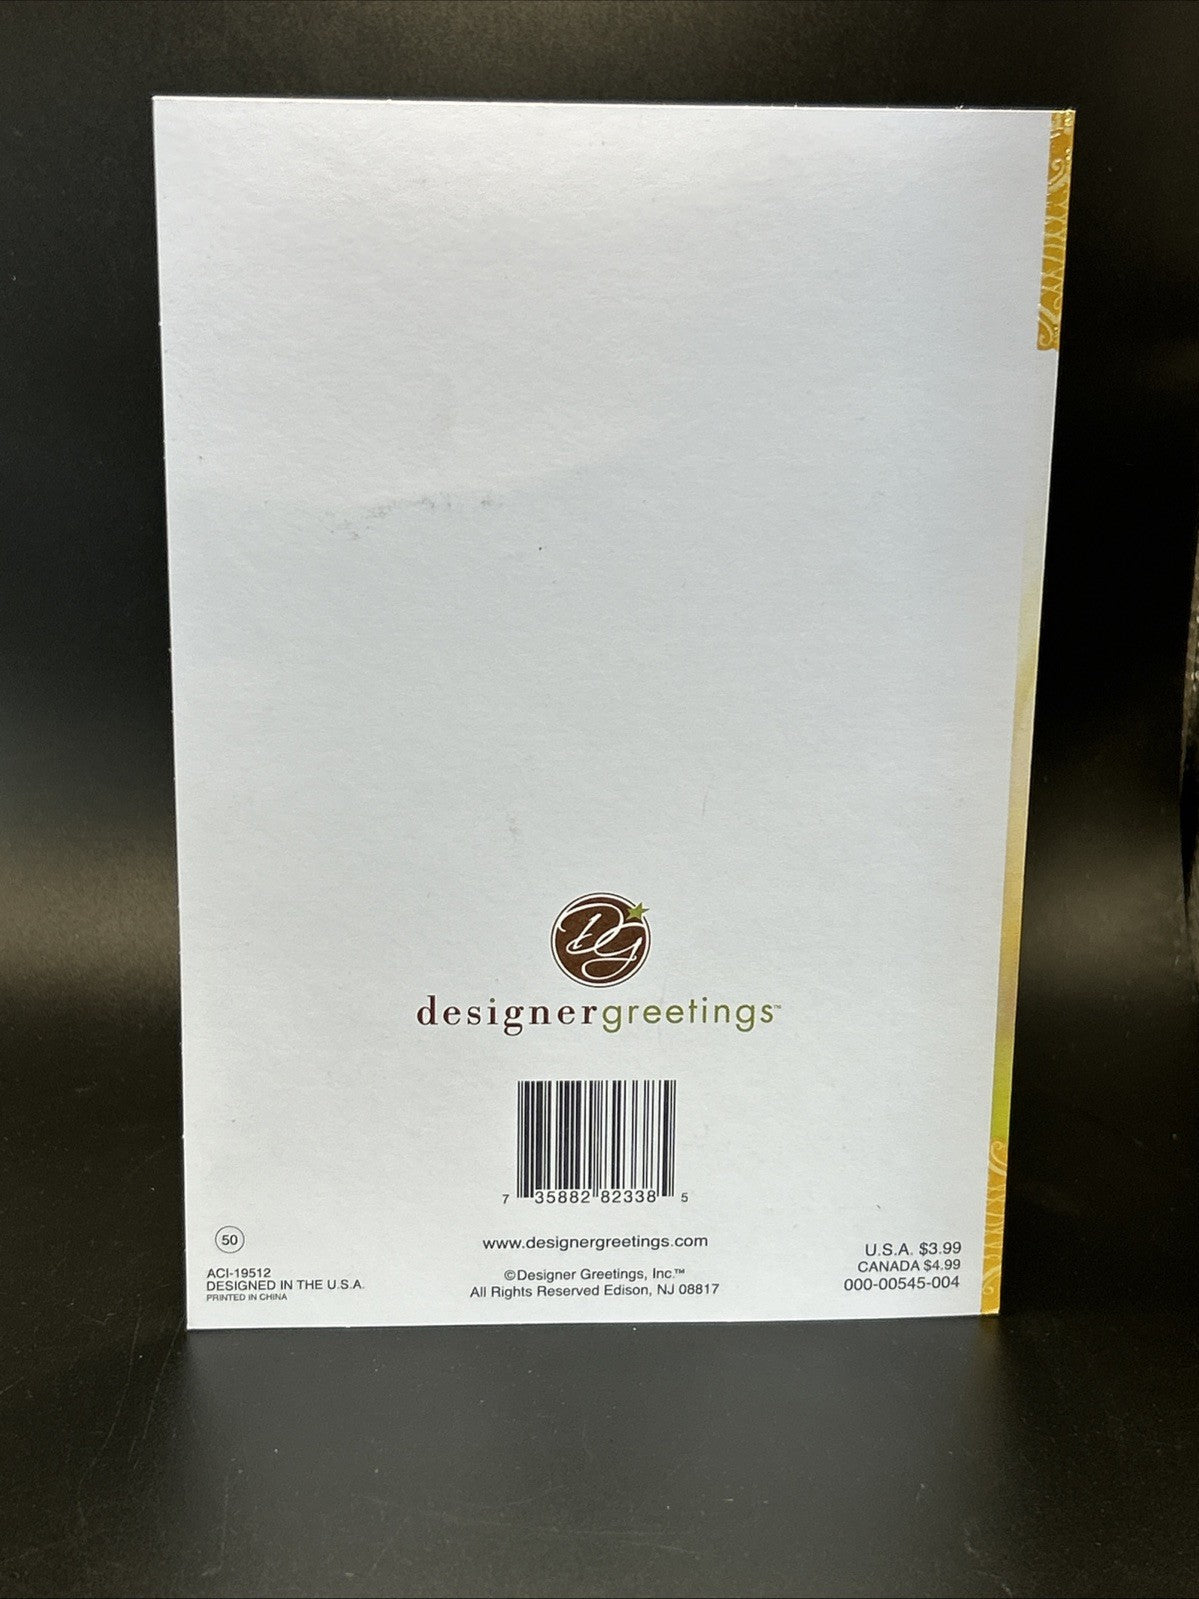 DG
designergreetings™
7 35882 82338 5
50
www.designergreetings.com
U.S.A. $3.99
ACI-19512
©Designer Greetings, Inc.™
CANADA $4.99
DESIGNED IN THE U.S.A.
All Rights Reserved Edison, NJ 08817
000-00545-004
PRINTED IN CHINA